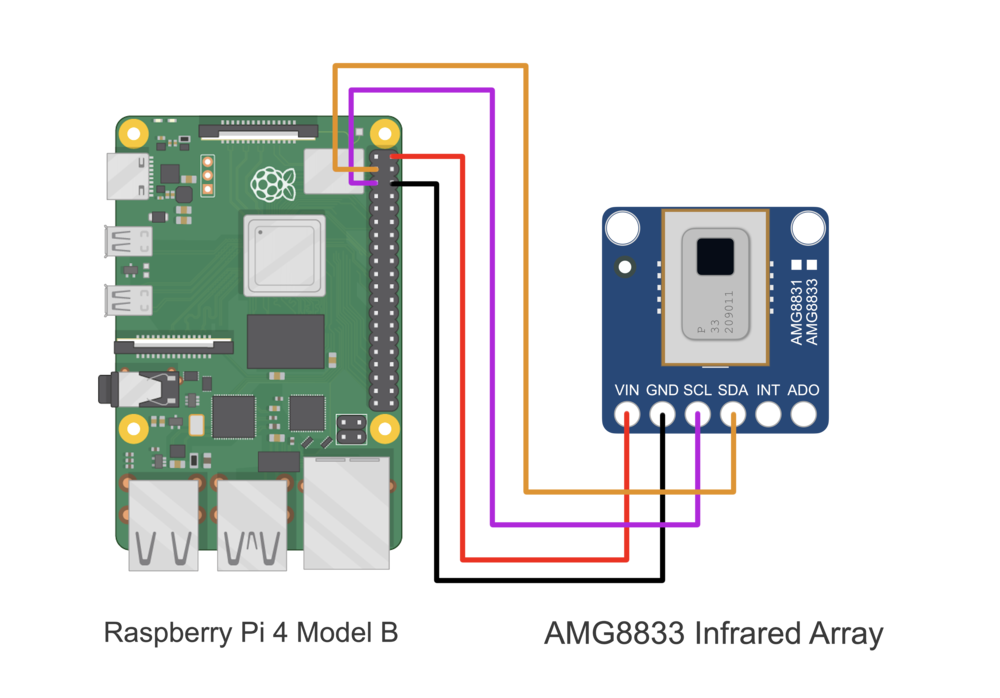 AMG8831
AMG8833
P
33
209011
VIN GND SCL SDA INT ADO
Raspberry Pi 4 Model B
AMG8833 Infrared Array